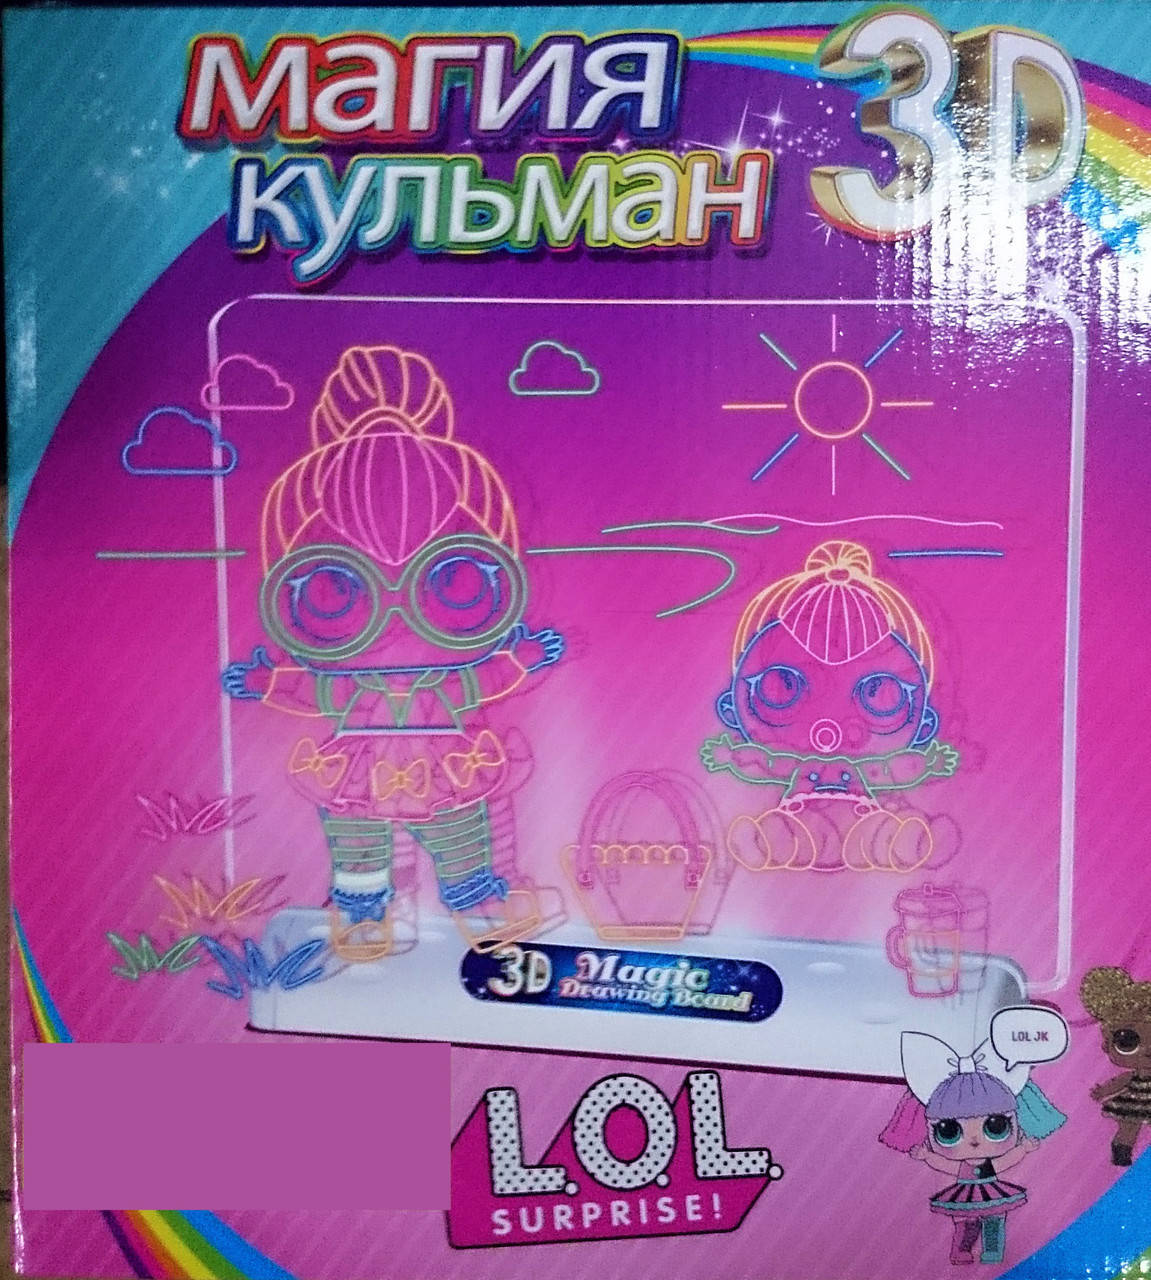 магия
кульман
3D
3D Magic
Drawing Board
LOL JK
L.O.L.
SURPRISE!